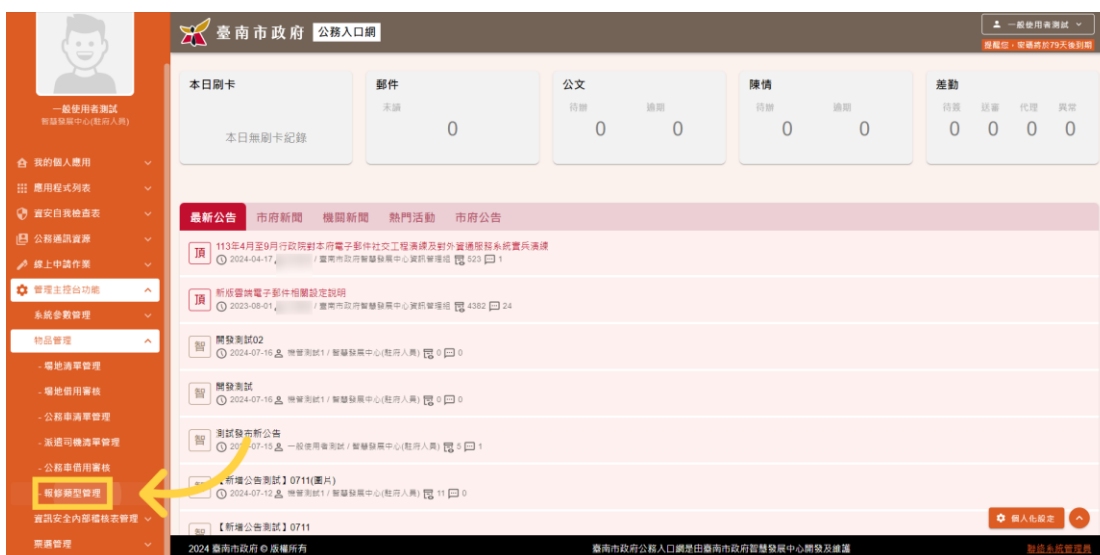 臺南市政府 公務人口網
一般使用者測試
提醒您，密碼將於79天後到期
一般使用者測試
智慧發展中心(駐府人員)
我的個人應用
應用程式列表
資安自我檢查表
公務通訊資源
線上申請作業
管理主控台功能
系統參數管理
物品管理
- 場地清單管理
- 場地借用審核
- 公務車清單管理
- 派遣司機清單管理
- 公務車借用審核
- 報修類型管理
資訊安全內部稽核表管理
票選管理
本日刷卡
本日無刷卡紀錄
郵件
未讀
0
公文
待辦 逾期
0 0
陳情
待辦 逾期
0 0
差勤
待簽 送審 代理 異常
0 0 0 0
最新公告 市府新聞 機關新聞 熱門活動 市府公告
頂 113年4月至9月行政院對本府電子郵件社交工程演練及對外資通服務系統實兵演練
2024-04-17 / 臺南市政府智慧發展中心資訊管理組 523 1
頂 新版雲端電子郵件相關設定說明
2023-08-01 / 臺南市政府智慧發展中心資訊管理組 4382 24
智 開發測試02
2024-07-16 機管測試1 / 智慧發展中心(駐府人員) 0 0
智 開發測試
2024-07-16 機管測試1 / 智慧發展中心(駐府人員) 0 0
智 測試發布新公告
2024-07-15 一般使用者測試 / 智慧發展中心(駐府人員) 5 1
【新增公告測試】0711(圖片)
2024-07-12 機管測試1 / 智慧發展中心(駐府人員) 11 0
【新增公告測試】0711
個人化設定
2024 臺南市政府 © 版權所有
臺南市政府公務入口網是由臺南市政府智慧發展中心開發及維護
聯絡系統管理員